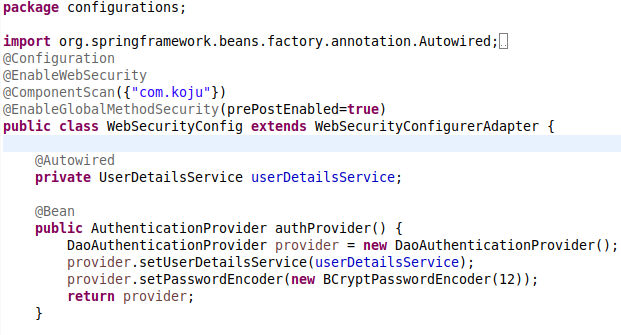 package configurations;
import org.springframework.beans.factory.annotation.Autowired;
@Configuration
@EnableWebSecurity
@ComponentScan({"com.koju"})
@EnableGlobalMethodSecurity(prePostEnabled=true)
public class WebSecurityConfig extends WebSecurityConfigurerAdapter {
@Autowired
private UserDetailsService userDetailsService;
@Bean
public AuthenticationProvider authProvider() {
DaoAuthenticationProvider provider = new DaoAuthenticationProvider();
provider.setUserDetailsService(userDetailsService);
provider.setPasswordEncoder(new BCryptPasswordEncoder(12));
return provider;
}